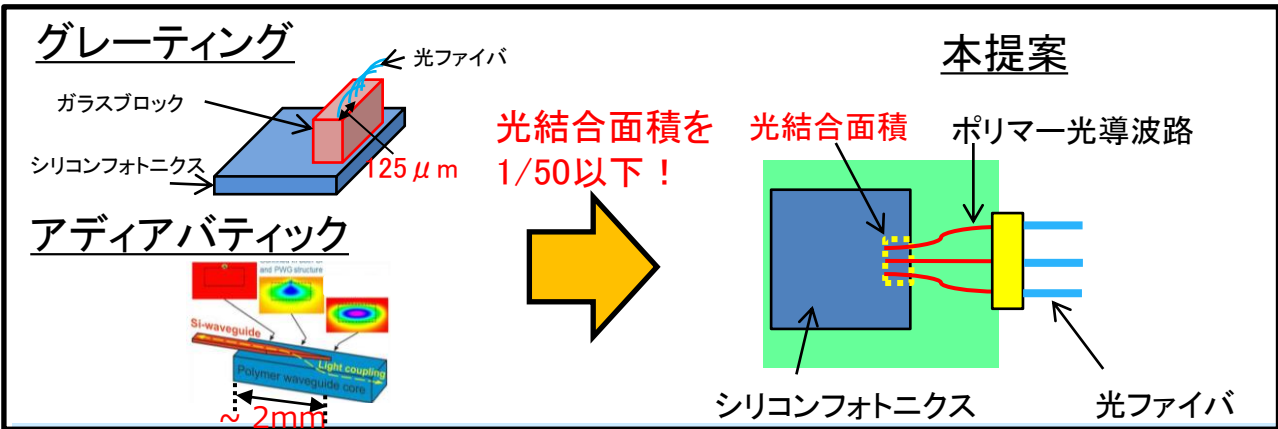 グレーティング
光ファイバ
ガラスブロック
シリコンフォトニクス
125μm
アディアバティック
and PWG structure
Si-waveguide
Light coupling
Polymer waveguide core
~ 2mm
光結合面積を
1/50以下！
本提案
光結合面積
ポリマー光導波路
シリコンフォトニクス
光ファイバ